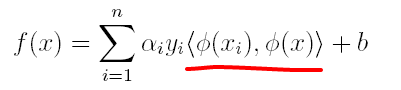 f(x) = \sum_{i=1}^{n} \alpha_i y_i \langle \phi(x_i), \phi(x) \rangle + b